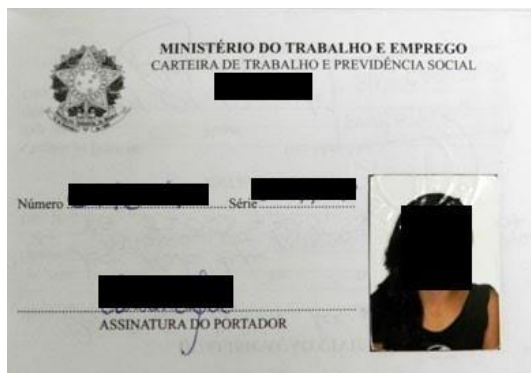 MINISTÉRIO DO TRABALHO E EMPREGO
CARTEIRA DE TRABALHO E PREVIDÊNCIA SOCIAL
Número Série
ASSINATURA DO PORTADOR